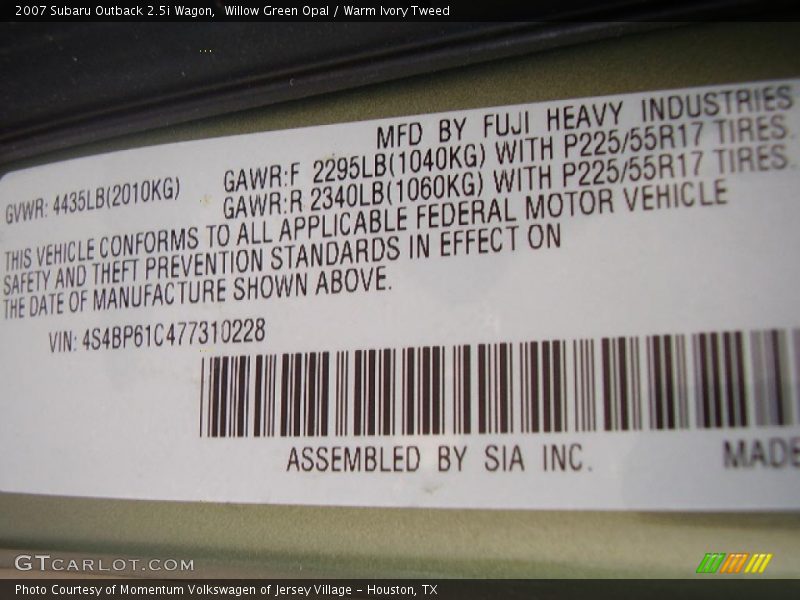 2007 Subaru Outback 2.5i Wagon,  Willow Green Opal / Warm Ivory Tweed
MFD BY FUJI HEAVY INDUSTRIES
GVWR: 4435LB(2010KG) GAWR:F 2295LB(1040KG) WITH P225/55R17 TIRES.
GAWR:R 2340LB(1060KG) WITH P225/55R17 TIRES.
THIS VEHICLE CONFORMS TO ALL APPLICABLE FEDERAL MOTOR VEHICLE
SAFETY AND THEFT PREVENTION STANDARDS IN EFFECT ON
THE DATE OF MANUFACTURE SHOWN ABOVE.
VIN: 4S4BP61C477310228
ASSEMBLED BY SIA INC. MADE
GTCARLOT.COM
Photo Courtesy of Momentum Volkswagen of Jersey Village – Houston, TX